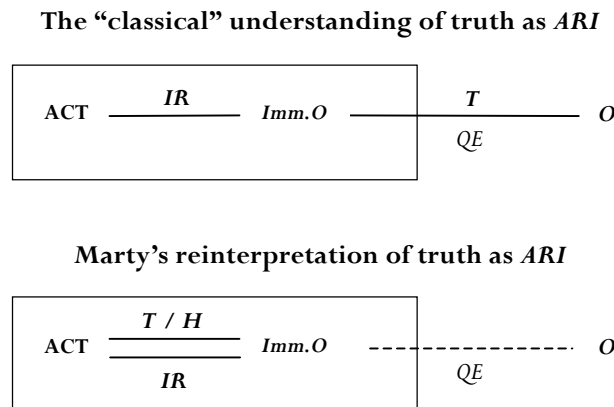 The “classical” understanding of truth as ARI
IR T
ACT Imm.O O
QE
Marty’s reinterpretation of truth as ARI
T / H
ACT Imm.O O
IR QE